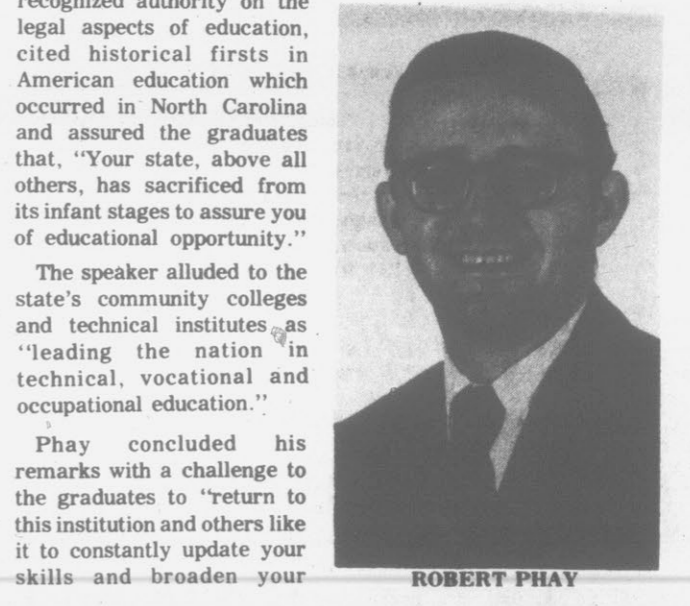 recognized authority on the
legal aspects of education,
cited historical firsts in
American education which
occurred in North Carolina
and assured the graduates
that, "Your state, above all
others, has sacrificed from
its infant stages to assure you
of educational opportunity."
The speaker alluded to the
state's community colleges
and technical institutes as
"leading the nation in
technical, vocational and
occupational education."
Phay concluded his
remarks with a challenge to
the graduates to "return to
this institution and others like
it to constantly update your
skills and broaden your
ROBERT PHAY